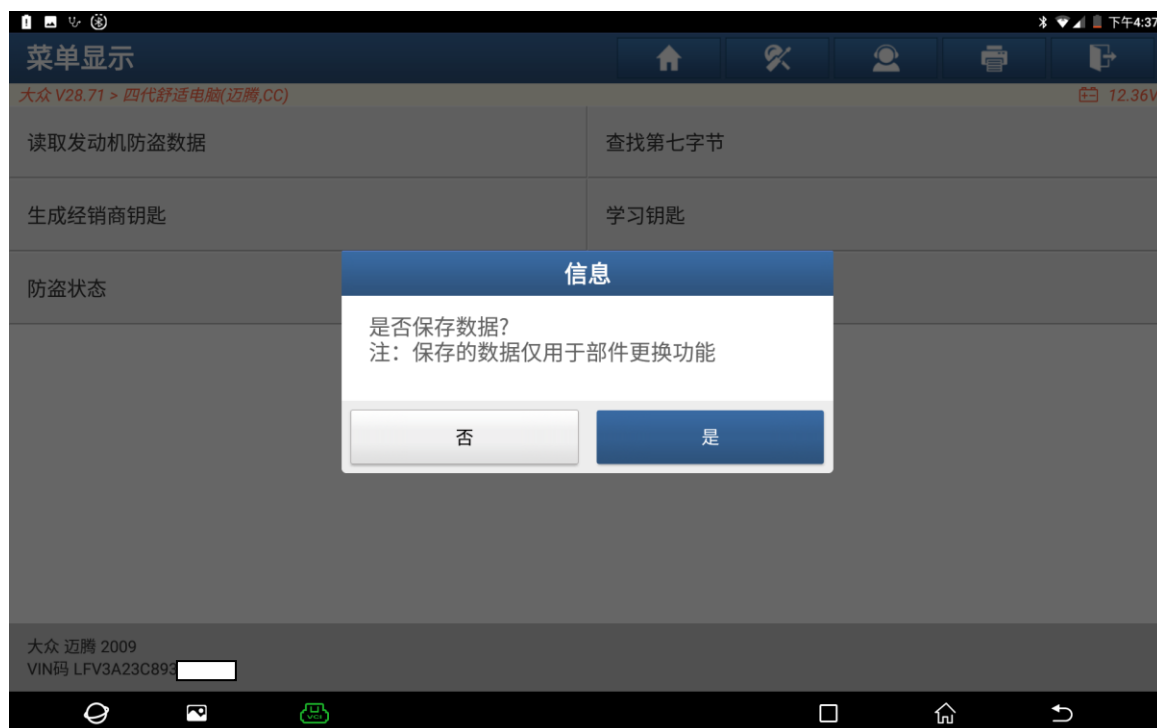 下午4:37
菜单显示
大众 V28.71 > 四代舒适电脑(迈腾,CC)
12.36V
读取发动机防盗数据
查找第七字节
生成经销商钥匙
学习钥匙
防盗状态
信息
是否保存数据?
注：保存的数据仅用于部件更换功能
否
是
大众 迈腾 2009
VIN码 LFV3A23C893
VCI